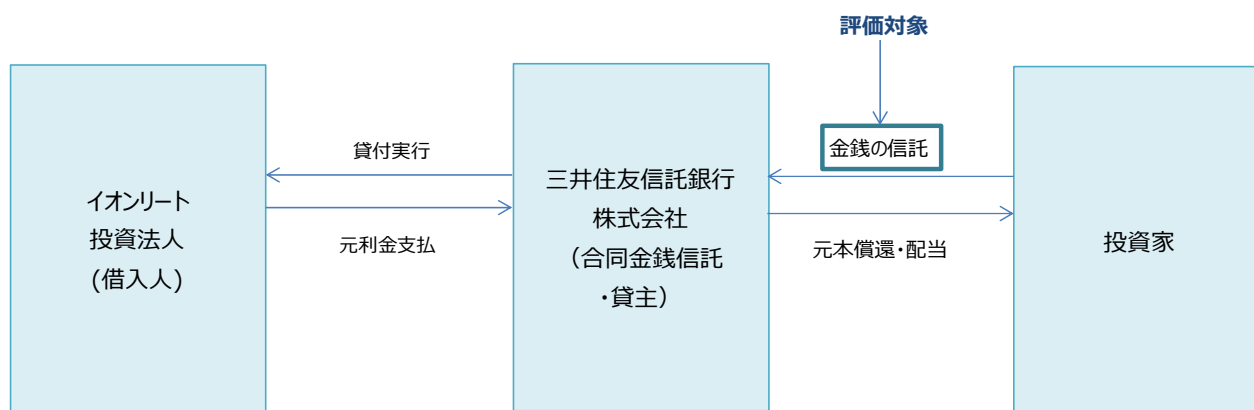 評価対象
金銭の信託
貸付実行
元利金支払
元本償還・配当
イオンリート
投資法人
(借入人)
三井住友信託銀行
株式会社
（合同金銭信託
・貸主）
投資家